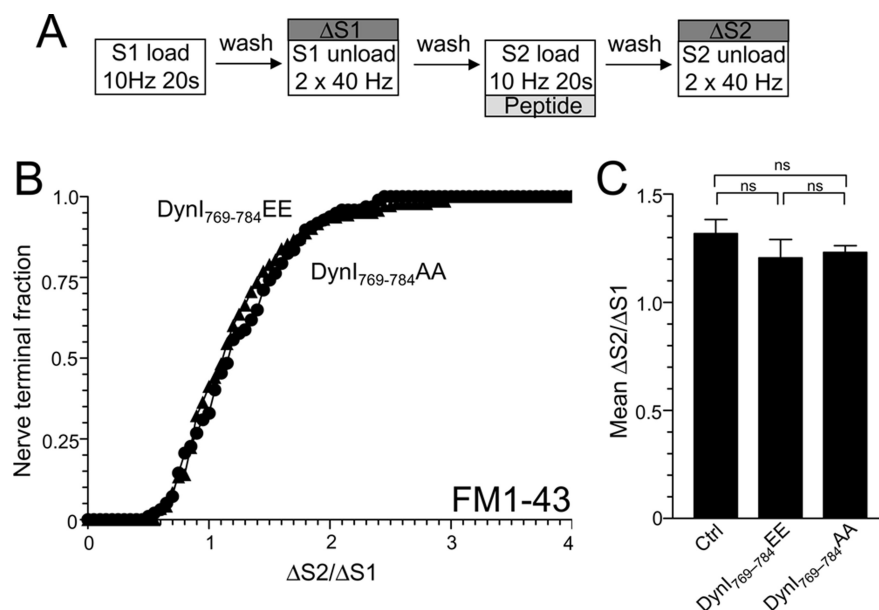 A
S1 load
10Hz 20s
wash
ΔS1
S1 unload
2 x 40 Hz
wash
S2 load
10 Hz 20s
Peptide
wash
ΔS2
S2 unload
2 x 40 Hz
B
Nerve terminal fraction
1.0
0.75
0.5
0.25
0
DynI769-784EE
DynI769-784AA
FM1-43
0 1 2 3 4
ΔS2/ΔS1
C
Mean ΔS2/ΔS1
1.5
1.2
1.0
0.5
0
ns
ns ns
Ctrl
DynI769–784EE
DynI769–784AA